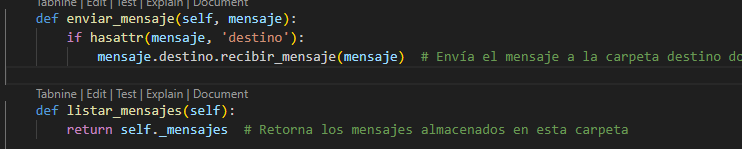 Tabnine | Edit | Test | Explain | Document
def enviar_mensaje(self, mensaje):
if hasattr(mensaje, 'destino'):
mensaje.destino.recibir_mensaje(mensaje)  # Envía el mensaje a la carpeta destino do
Tabnine | Edit | Test | Explain | Document
def listar_mensajes(self):
return self._mensajes  # Retorna los mensajes almacenados en esta carpeta